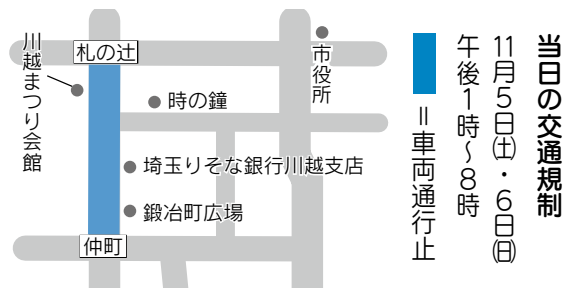 当日の交通規制
11月5日㈯・6日㈰
午後1時～8時
＝車両通行止
市役所
札の辻
川越まつり会館
時の鐘
埼玉りそな銀行川越支店
鍛冶町広場
仲町